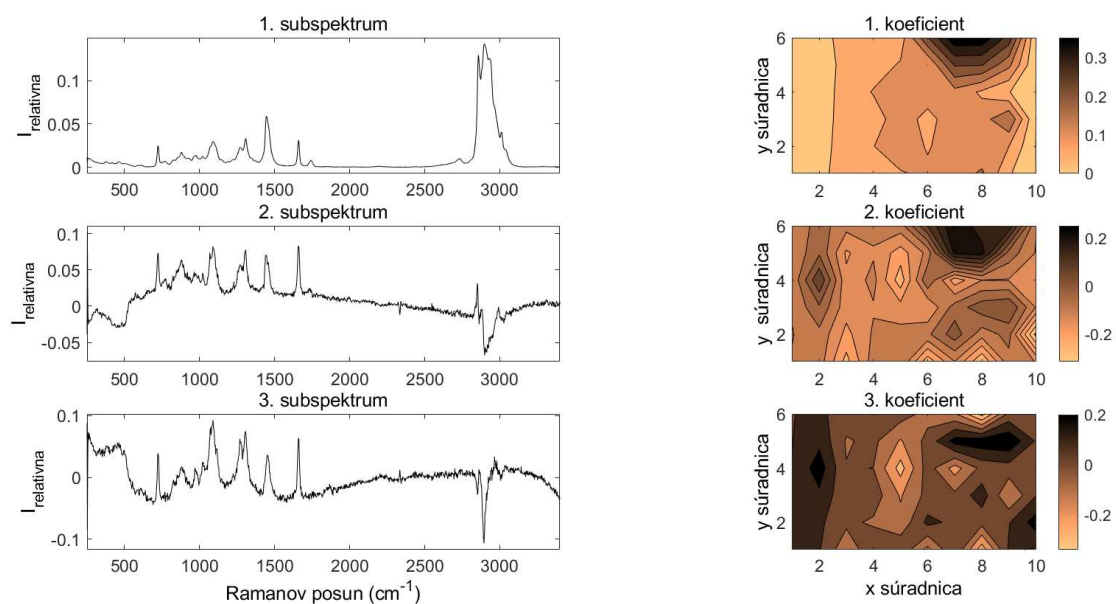 1. subspektrum
I_relativna
0.1
0.05
0
500 1000 1500 2000 2500 3000
1. koeficient
y súradnica
6
4
2
2 4 6 8 10
0.3
0.2
0.1
0
2. subspektrum
I_relativna
0.1
0.05
0
-0.05
500 1000 1500 2000 2500 3000
2. koeficient
y súradnica
6
4
2
2 4 6 8 10
0.2
0
-0.2
3. subspektrum
I_relativna
0.1
0
-0.1
500 1000 1500 2000 2500 3000
Ramanov posun (cm⁻¹)
3. koeficient
y súradnica
6
4
2
2 4 6 8 10
x súradnica
0.2
0
-0.2